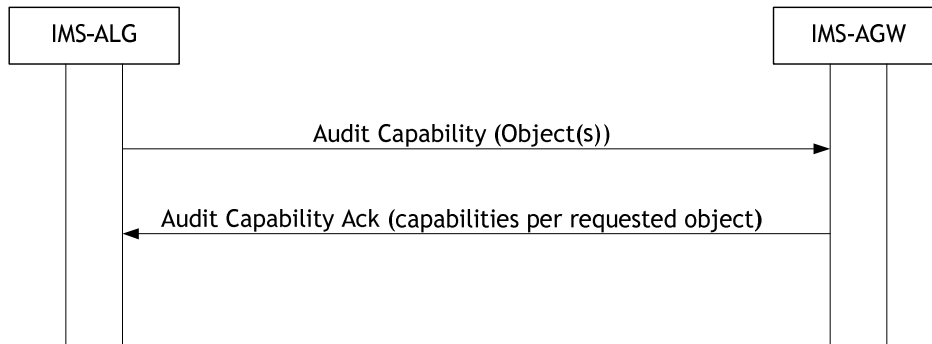 IMS-ALG
IMS-AGW
Audit Capability (Object(s))
Audit Capability Ack (capabilities per requested object)